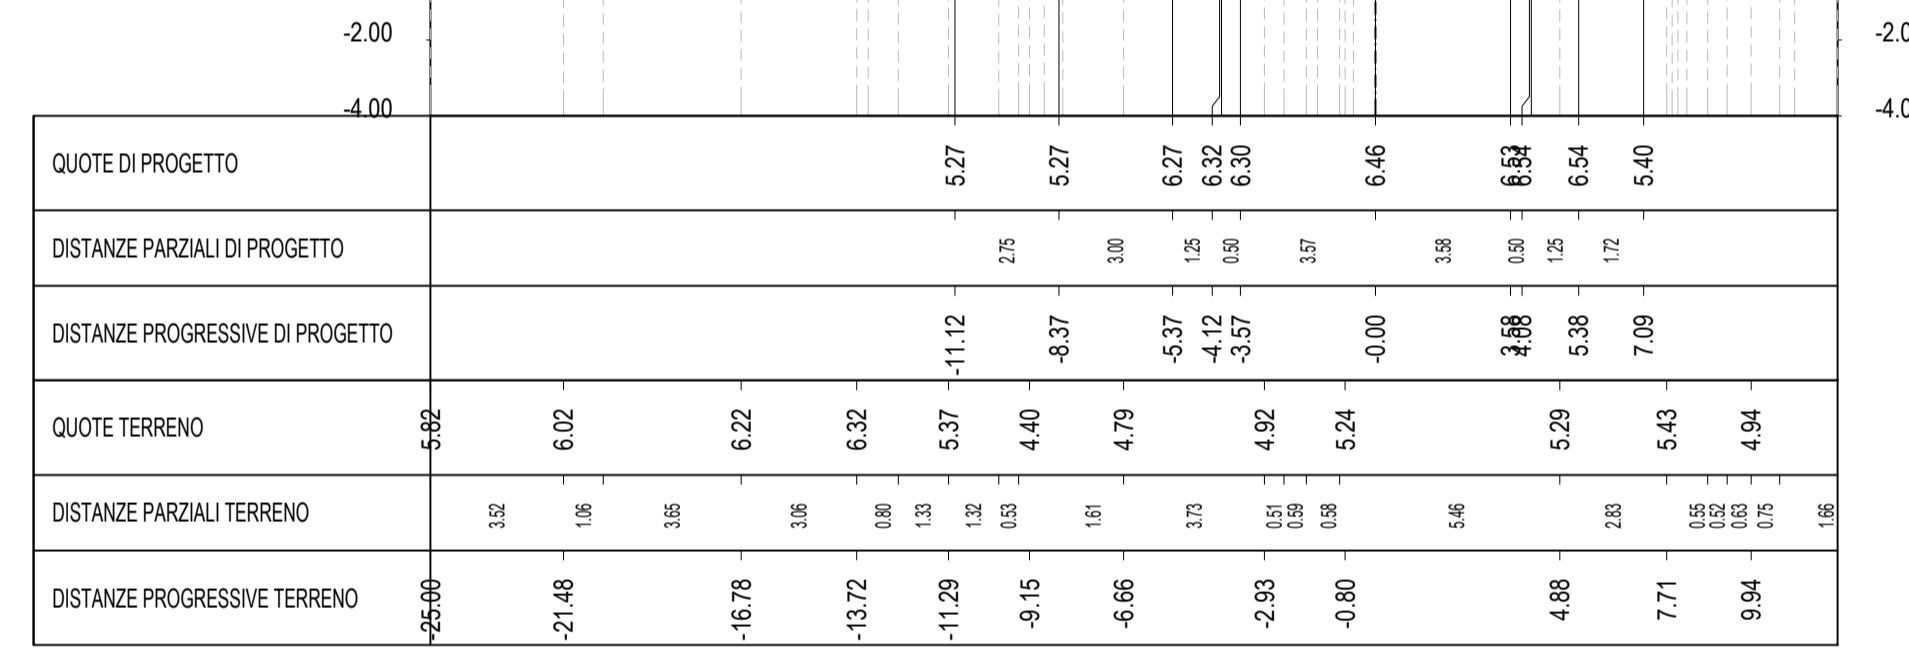 -2.00
-2.0
-4.00
-4.0
QUOTE DI PROGETTO 5.27 5.27 6.27 6.32 6.30 6.46 6.53 6.54 6.54 5.40
DISTANZE PARZIALI DI PROGETTO 2.75 3.00 1.25 0.50 3.57 3.58 0.50 1.25 1.72
DISTANZE PROGRESSIVE DI PROGETTO -11.12 -8.37 -5.37 -4.12 -3.57 -0.00 3.58 4.08 5.38 7.09
QUOTE TERRENO 5.82 6.02 6.22 6.32 5.37 4.40 4.79 4.92 5.24 5.29 5.43 4.94
DISTANZE PARZIALI TERRENO 3.52 1.06 3.65 3.06 0.80 1.33 1.32 0.53 1.61 3.73 0.51 0.59 0.58 5.46 2.83 0.55 0.52 0.63 0.75 1.66
DISTANZE PROGRESSIVE TERRENO -25.00 -21.48 -16.78 -13.72 -11.29 -9.15 -6.66 -2.93 -0.80 4.88 7.71 9.94